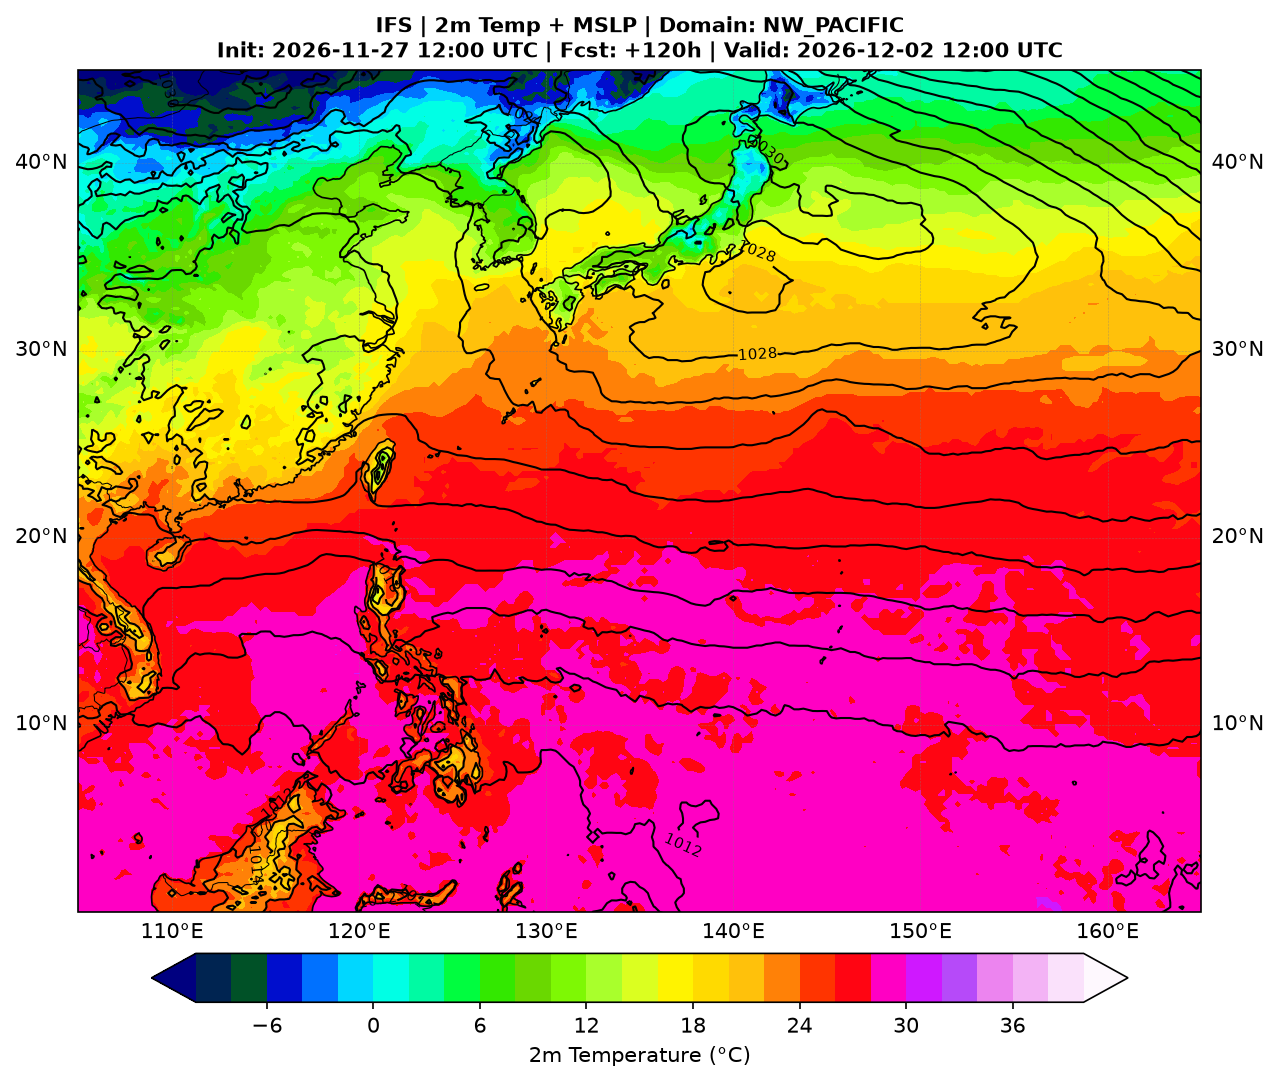 IFS | 2m Temp + MSLP | Domain: NW_PACIFIC
Init: 2026-11-27 12:00 UTC | Fcst: +120h | Valid: 2026-12-02 12:00 UTC
40°N
40°N
1030
1028
30°N
1028
30°N
20°N
20°N
10°N
10°N
1012
1012
1014
110°E
120°E
130°E
140°E
150°E
160°E
−6
0
6
12
18
24
30
36
2m Temperature (°C)